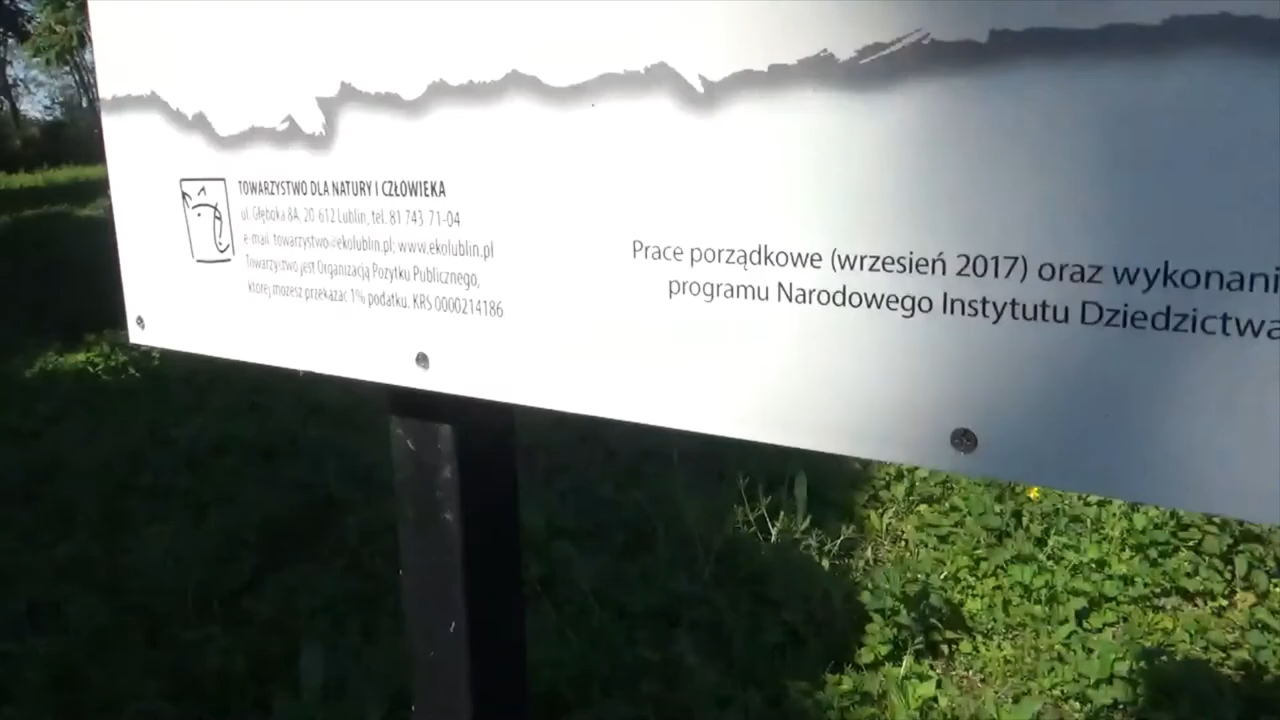 TOWARZYSTWO DLA NATURY I CZŁOWIEKA
ul. Głęboka 8A, 20-612 Lublin, tel. 81 743 71-04
e-mail: towarzystwo@ekolublin.pl; www.ekolublin.pl
Towarzystwo jest Organizacją Pożytku Publicznego,
której możesz przekazać 1% podatku. KRS 0000214186
Prace porządkowe (wrzesień 2017) oraz wykonani
programu Narodowego Instytutu Dziedzictwa